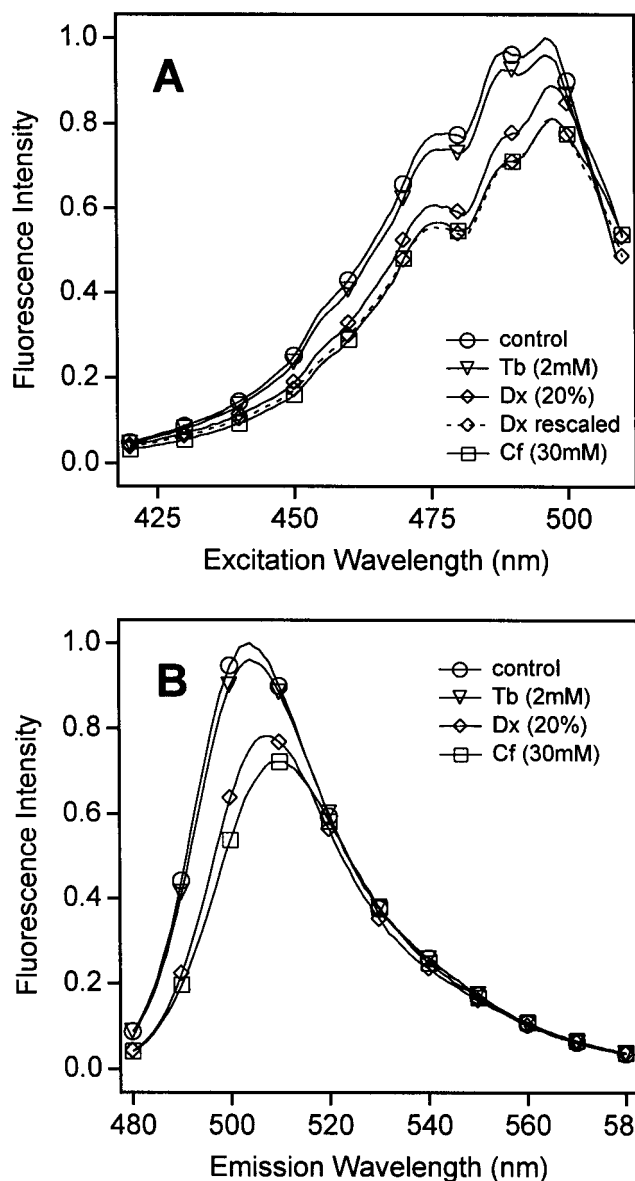 A
Fluorescence Intensity
1.0
0.8
0.6
0.4
0.2
0.0
control
Tb (2mM)
Dx (20%)
Dx rescaled
Cf (30mM)
425
450
475
500
Excitation Wavelength (nm)
B
Fluorescence Intensity
1.0
0.8
0.6
0.4
0.2
0.0
control
Tb (2mM)
Dx (20%)
Cf (30mM)
480
500
520
540
560
580
Emission Wavelength (nm)